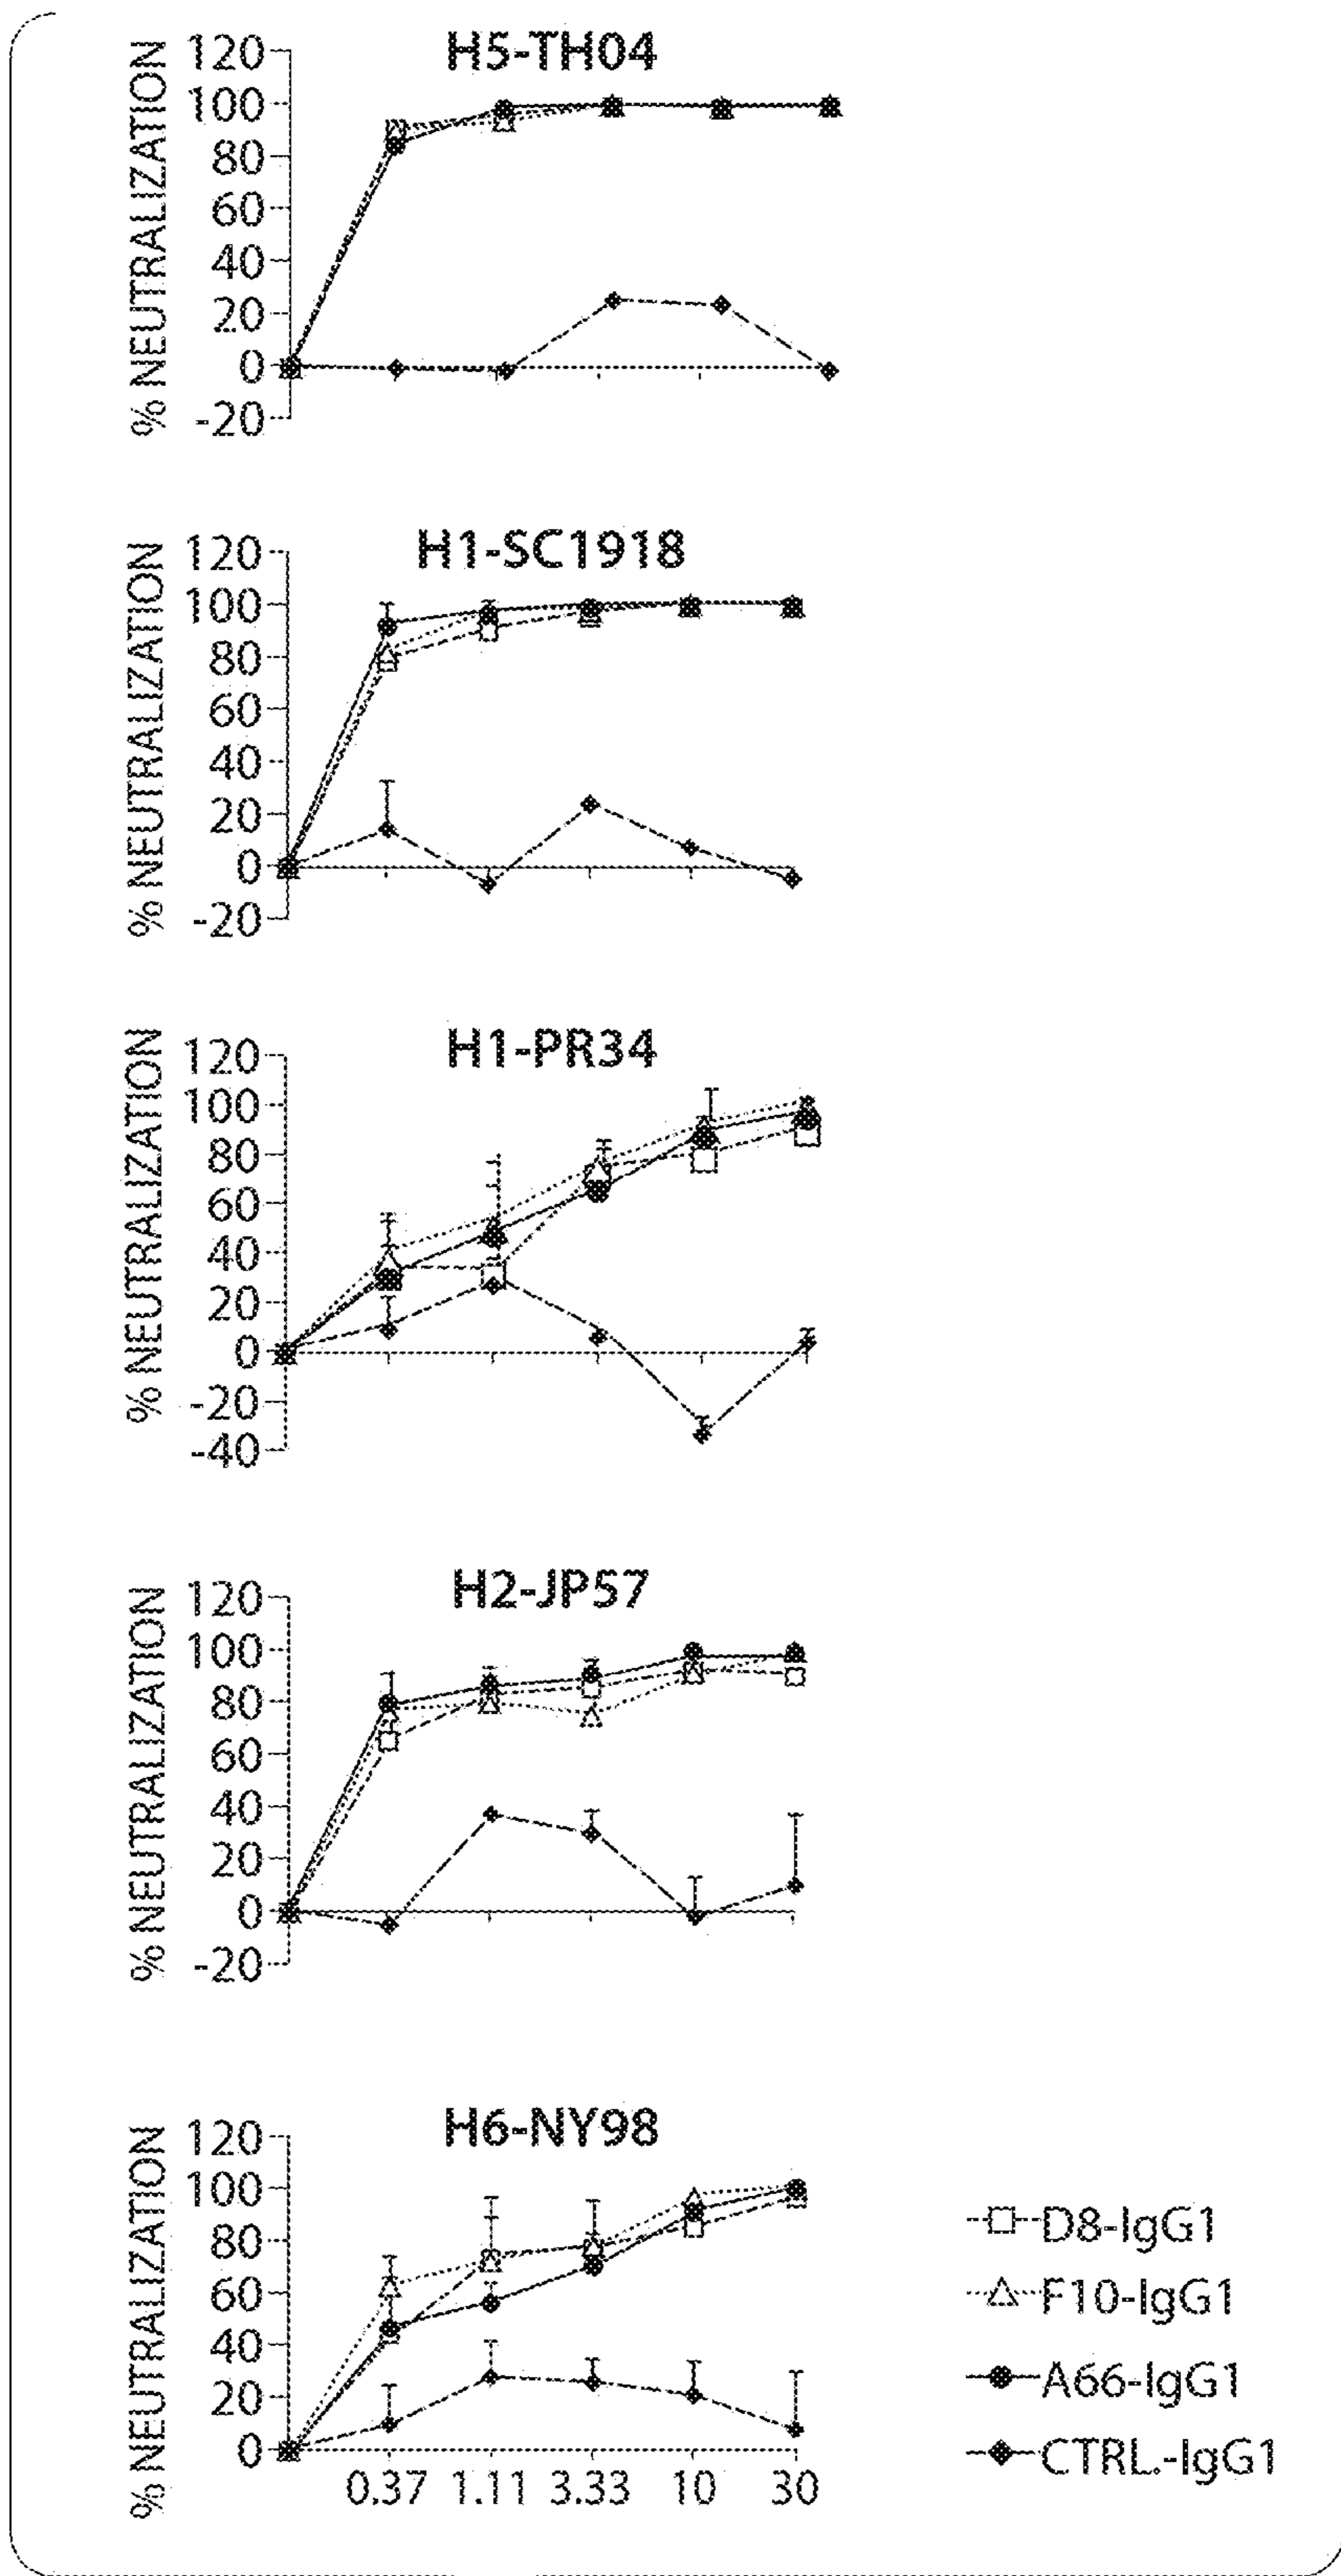 H5-TH04
% NEUTRALIZATION
120
100
80
60
40
20
0
-20
H1-SC1918
% NEUTRALIZATION
120
100
80
60
40
20
0
-20
H1-PR34
% NEUTRALIZATION
120
100
80
60
40
20
0
-20
-40
H2-JP57
% NEUTRALIZATION
120
100
80
60
40
20
0
-20
H6-NY98
% NEUTRALIZATION
120
100
80
60
40
20
0
0.37 1.11 3.33 10 30
D8-IgG1
F10-IgG1
A66-IgG1
CTRL.-IgG1